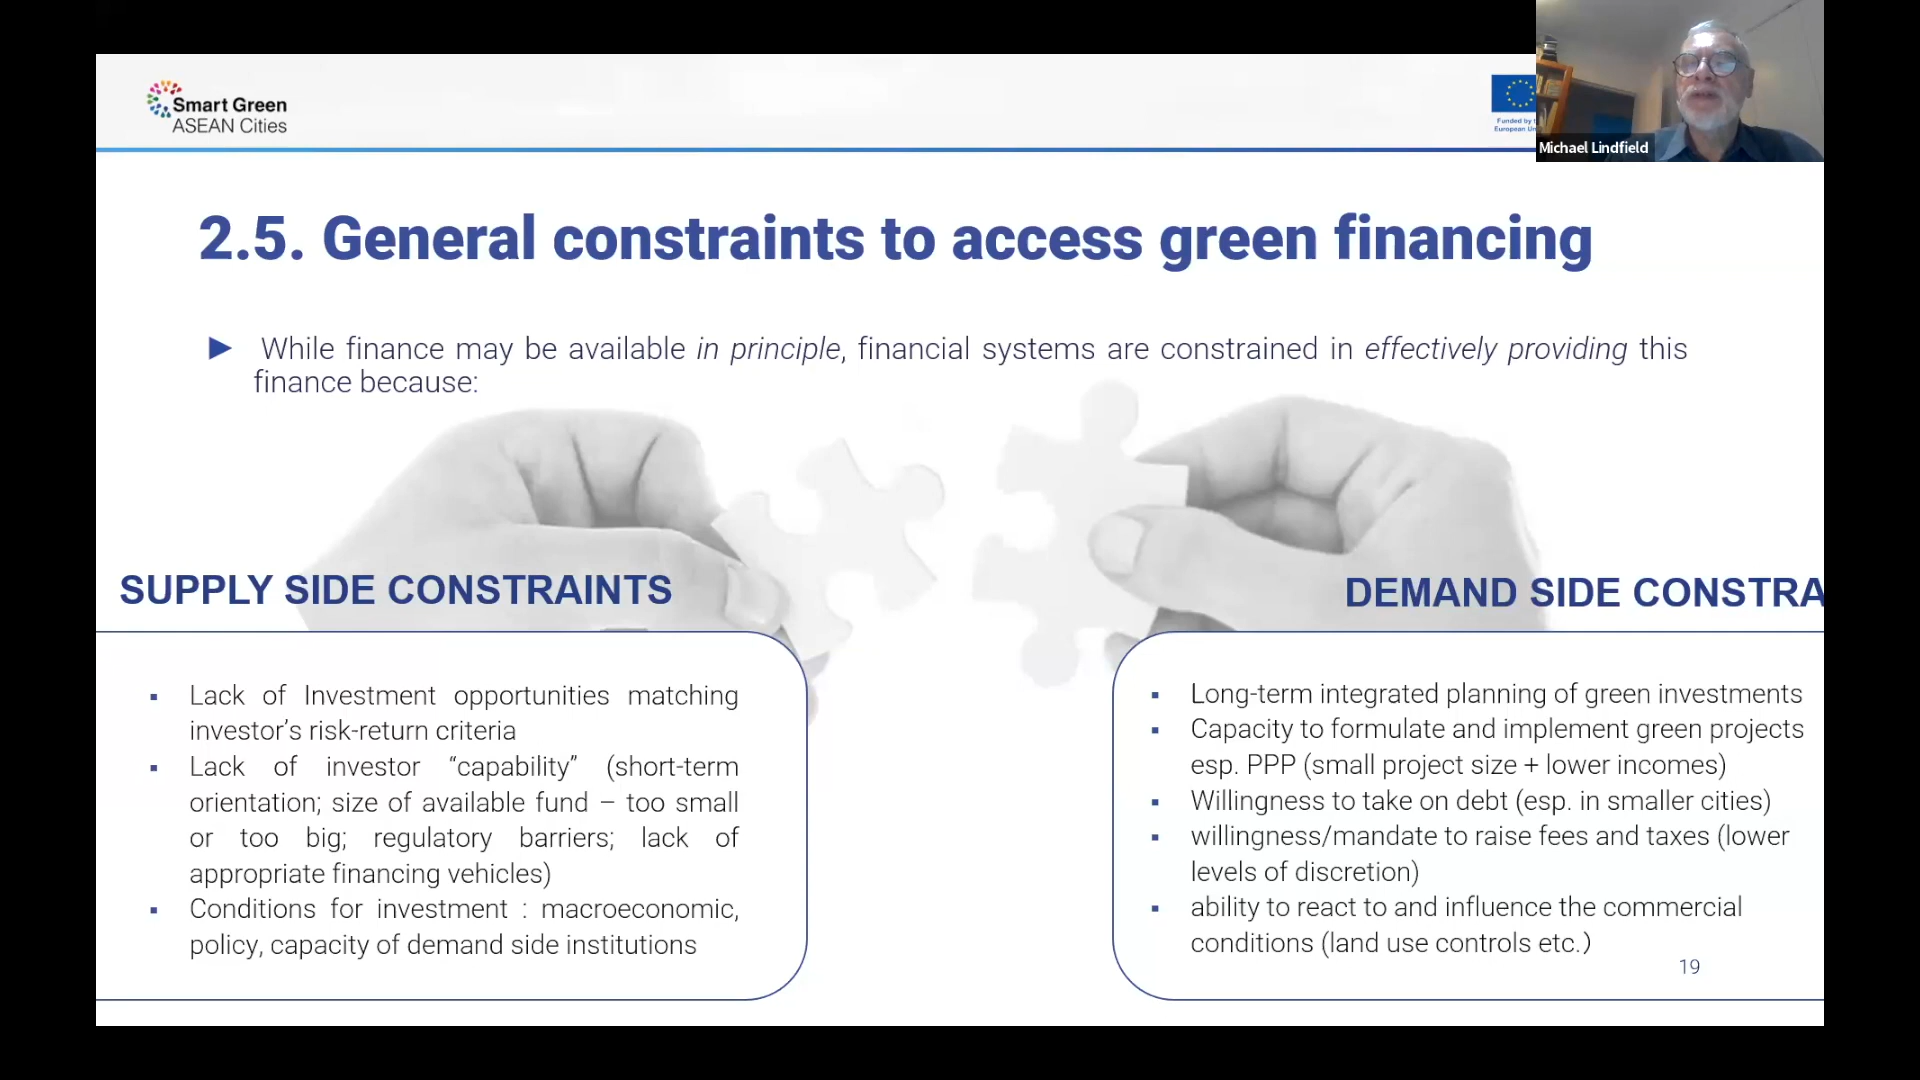 Smart Green
ASEAN Cities
Funded by
European
Michael Lindfield
2.5. General constraints to access green financing
While finance may be available in principle, financial systems are constrained in effectively providing this
finance because:
SUPPLY SIDE CONSTRAINTS
Lack of Investment opportunities matching
investor’s risk-return criteria
Lack of investor “capability” (short-term
orientation; size of available fund – too small
or too big; regulatory barriers; lack of
appropriate financing vehicles)
Conditions for investment : macroeconomic,
policy, capacity of demand side institutions
DEMAND SIDE CONSTRA
Long-term integrated planning of green investments
Capacity to formulate and implement green projects
esp. PPP (small project size + lower incomes)
Willingness to take on debt (esp. in smaller cities)
willingness/mandate to raise fees and taxes (lower
levels of discretion)
ability to react to and influence the commercial
conditions (land use controls etc.)
19